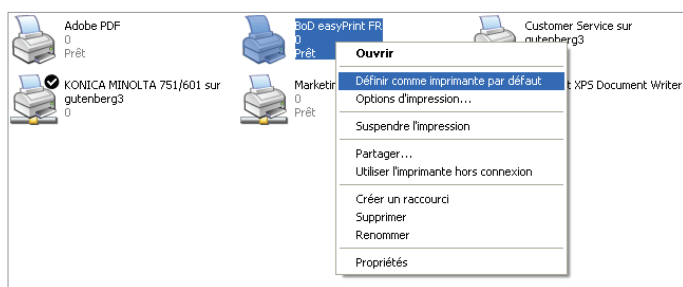 Adobe PDF
0
Prêt
BoD easyPrint FR
0
Prêt
Customer Service sur
gutenberg3
KONICA MINOLTA 751/601 sur
gutenberg3
0
0
Prêt
XPS Document Writer
Ouvrir
Définir comme imprimante par défaut
Options d'impression...
Suspendre l'impression
Partager...
Utiliser l'imprimante hors connexion
Créer un raccourci
Supprimer
Renommer
Propriétés